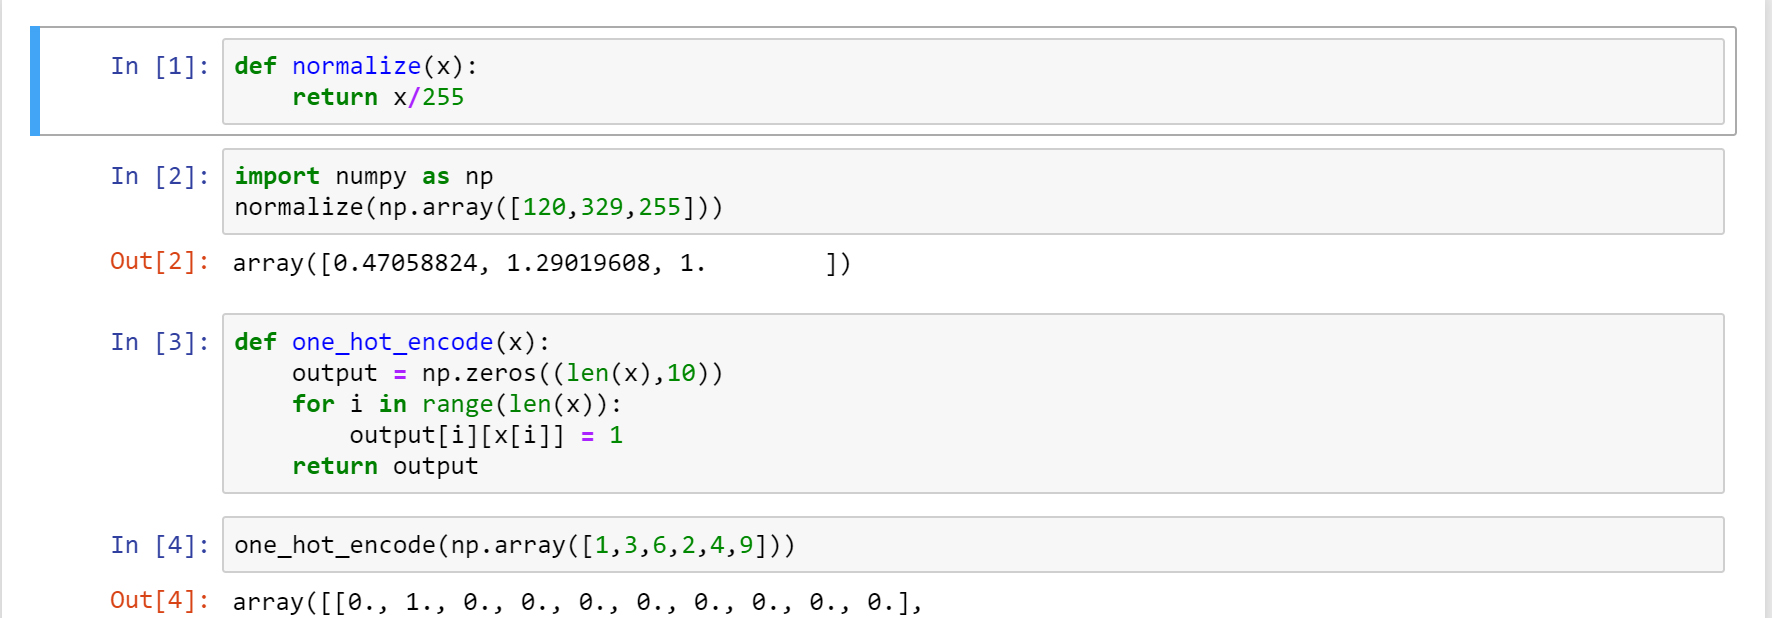 In [1]: def normalize(x):
    return x/255
In [2]: import numpy as np
normalize(np.array([120,329,255]))
Out[2]: array([0.47058824, 1.29019608, 1.        ])
In [3]: def one_hot_encode(x):
    output = np.zeros((len(x),10))
    for i in range(len(x)):
        output[i][x[i]] = 1
    return output
In [4]: one_hot_encode(np.array([1,3,6,2,4,9]))
Out[4]: array([[0., 1., 0., 0., 0., 0., 0., 0., 0., 0.],